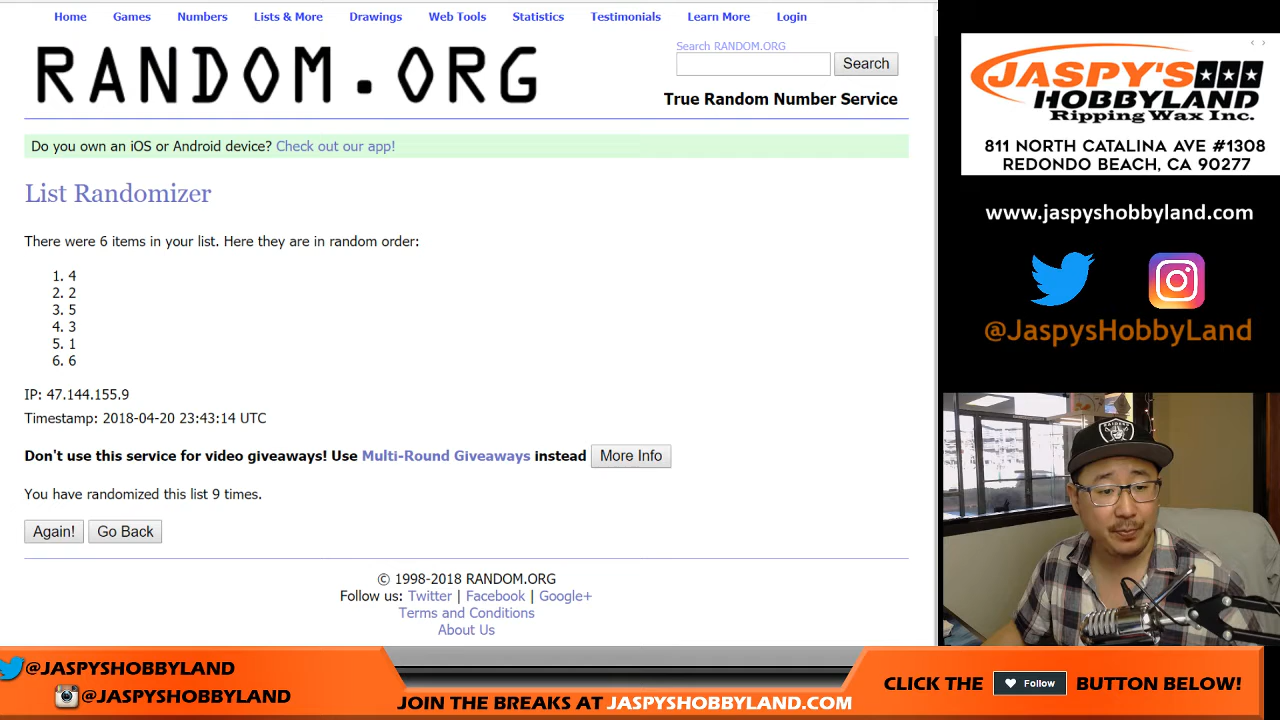 Home Games Numbers Lists & More Drawings Web Tools Statistics Testimonials Learn More Login
RANDOM.ORG
Search RANDOM.ORG
Search
True Random Number Service
Do you own an iOS or Android device? Check out our app!
List Randomizer
There were 6 items in your list. Here they are in random order:
1. 4
2. 2
3. 5
4. 3
5. 1
6. 6
IP: 47.144.155.9
Timestamp: 2018-04-20 23:43:14 UTC
Don't use this service for video giveaways! Use Multi-Round Giveaways instead More Info
You have randomized this list 9 times.
Again! Go Back
© 1998-2018 RANDOM.ORG
Follow us: Twitter | Facebook | Google+
Terms and Conditions
About Us
JASPY'S
HOBBYLAND
Ripping Wax Inc.
811 NORTH CATALINA AVE #1308
REDONDO BEACH, CA 90277
www.jaspyshobbyland.com
@JaspysHobbyLand
RAIDERS
@JASPYSHOBBYLAND
@JASPYSHOBBYLAND
JOIN THE BREAKS AT JASPYSHOBBYLAND.COM
CLICK THE Follow BUTTON BELOW!